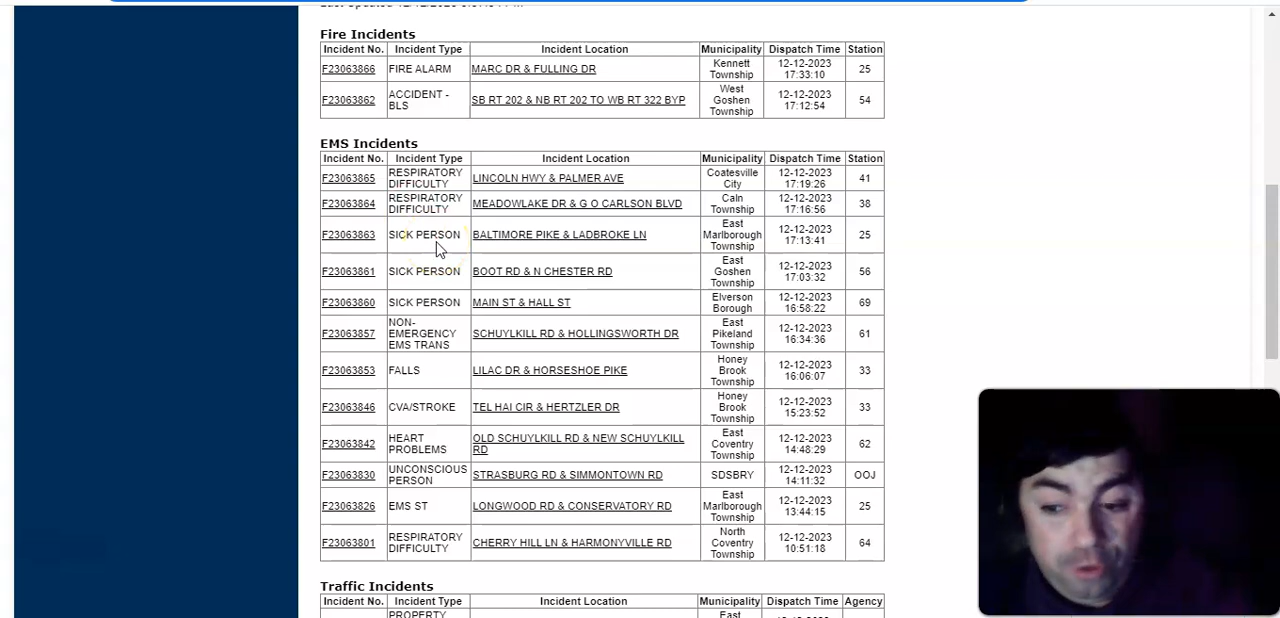 Fire Incidents
Incident No. Incident Type Incident Location Municipality Dispatch Time Station
F23063866 FIRE ALARM MARC DR & FULLING DR Kennett Township 12-12-2023 17:33:10 25
F23063862 ACCIDENT - BLS SB RT 202 & NB RT 202 TO WB RT 322 BYP West Goshen Township 12-12-2023 17:12:54 54
EMS Incidents
Incident No. Incident Type Incident Location Municipality Dispatch Time Station
F23063865 RESPIRATORY DIFFICULTY LINCOLN HWY & PALMER AVE Coatesville City 12-12-2023 17:19:26 41
F23063864 RESPIRATORY DIFFICULTY MEADOWLAKE DR & G O CARLSON BLVD Caln Township 12-12-2023 17:16:56 38
F23063863 SICK PERSON BALTIMORE PIKE & LADBROKE LN East Marlborough Township 12-12-2023 17:13:41 25
F23063861 SICK PERSON BOOT RD & N CHESTER RD East Goshen Township 12-12-2023 17:03:32 56
F23063860 SICK PERSON MAIN ST & HALL ST Elverson Borough 12-12-2023 16:58:22 69
F23063857 NON-EMERGENCY EMS TRANS SCHUYLKILL RD & HOLLINGSWORTH DR East Pikeland Township 12-12-2023 16:34:36 61
F23063853 FALLS LILAC DR & HORSESHOE PIKE Honey Brook Township 12-12-2023 16:06:07 33
F23063846 CVA/STROKE TEL HAI CIR & HERTZLER DR Honey Brook Township 12-12-2023 15:23:52 33
F23063842 HEART PROBLEMS OLD SCHUYLKILL RD & NEW SCHUYLKILL RD East Coventry Township 12-12-2023 14:48:29 62
F23063830 UNCONSCIOUS PERSON STRASBURG RD & SIMMONTOWN RD SDSBRY 12-12-2023 14:11:32 OOJ
F23063826 EMS ST LONGWOOD RD & CONSERVATORY RD East Marlborough Township 12-12-2023 13:44:15 25
F23063801 RESPIRATORY DIFFICULTY CHERRY HILL LN & HARMONYVILLE RD North Coventry Township 12-12-2023 10:51:18 64
Traffic Incidents
Incident No. Incident Type Incident Location Municipality Dispatch Time Agency
PROPERTY East